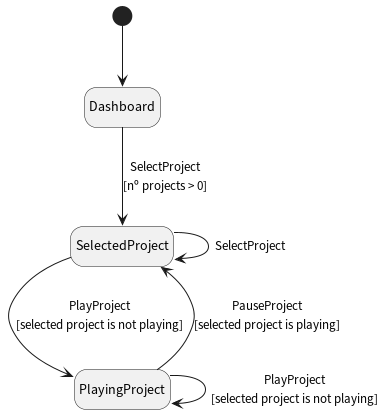 Dashboard
SelectProject
[nº projects > 0]
SelectedProject
SelectProject
PlayProject
[selected project is not playing]
PauseProject
[selected project is playing]
PlayingProject
PlayProject
[selected project is not playing]